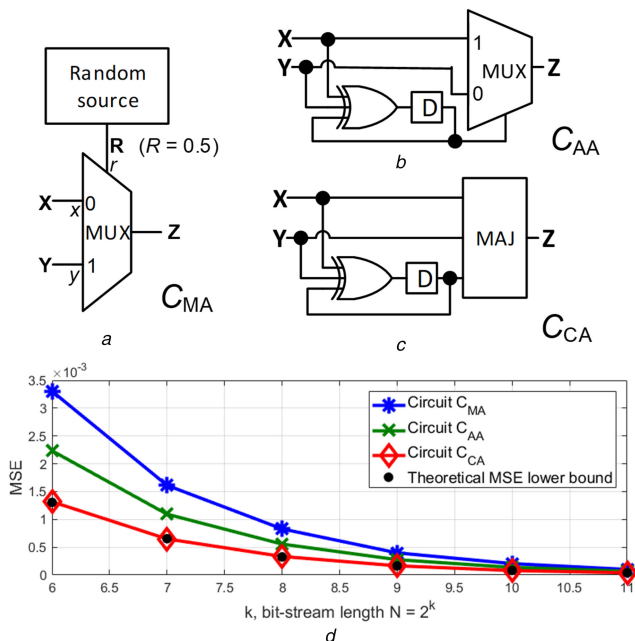 Random
source
R (R = 0.5)
r
X
x 0
MUX
Z
Y
y 1
C_MA
a
X
1
Y
MUX
Z
0
D
b
C_AA
X
Y
MAJ
Z
D
c
C_CA
×10^-3
3.5
3
2.5
2
1.5
1
0.5
0
MSE
Circuit C_MA
Circuit C_AA
Circuit C_CA
Theoretical MSE lower bound
6 6.5 7 7.5 8 8.5 9 9.5 10 10.5 11
k, bit-stream length N = 2^k
d